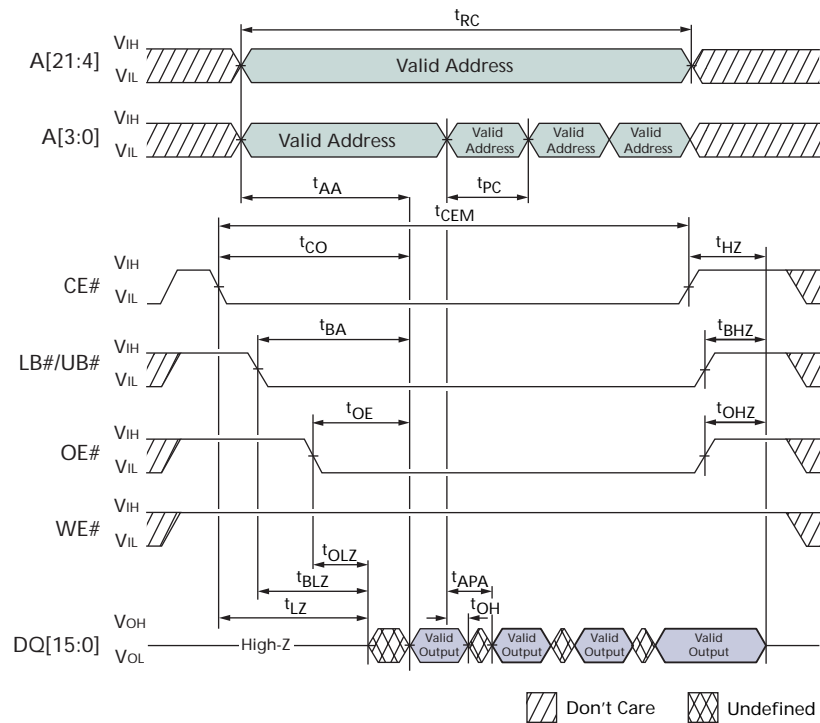 tRC
A[21:4]
VIH
VIL
Valid Address
A[3:0]
VIH
VIL
Valid Address
Valid
Address
Valid
Address
Valid
Address
tAA
tPC
tCEM
tCO
tHZ
CE#
VIH
VIL
tBA
tBHZ
LB#/UB#
VIH
VIL
tOE
tOHZ
OE#
VIH
VIL
WE#
VIH
VIL
tOLZ
tBLZ
tAPA
tLZ
tOH
DQ[15:0]
VOH
VOL
High-Z
Valid
Output
Valid
Output
Valid
Output
Valid
Output
Don't Care
Undefined